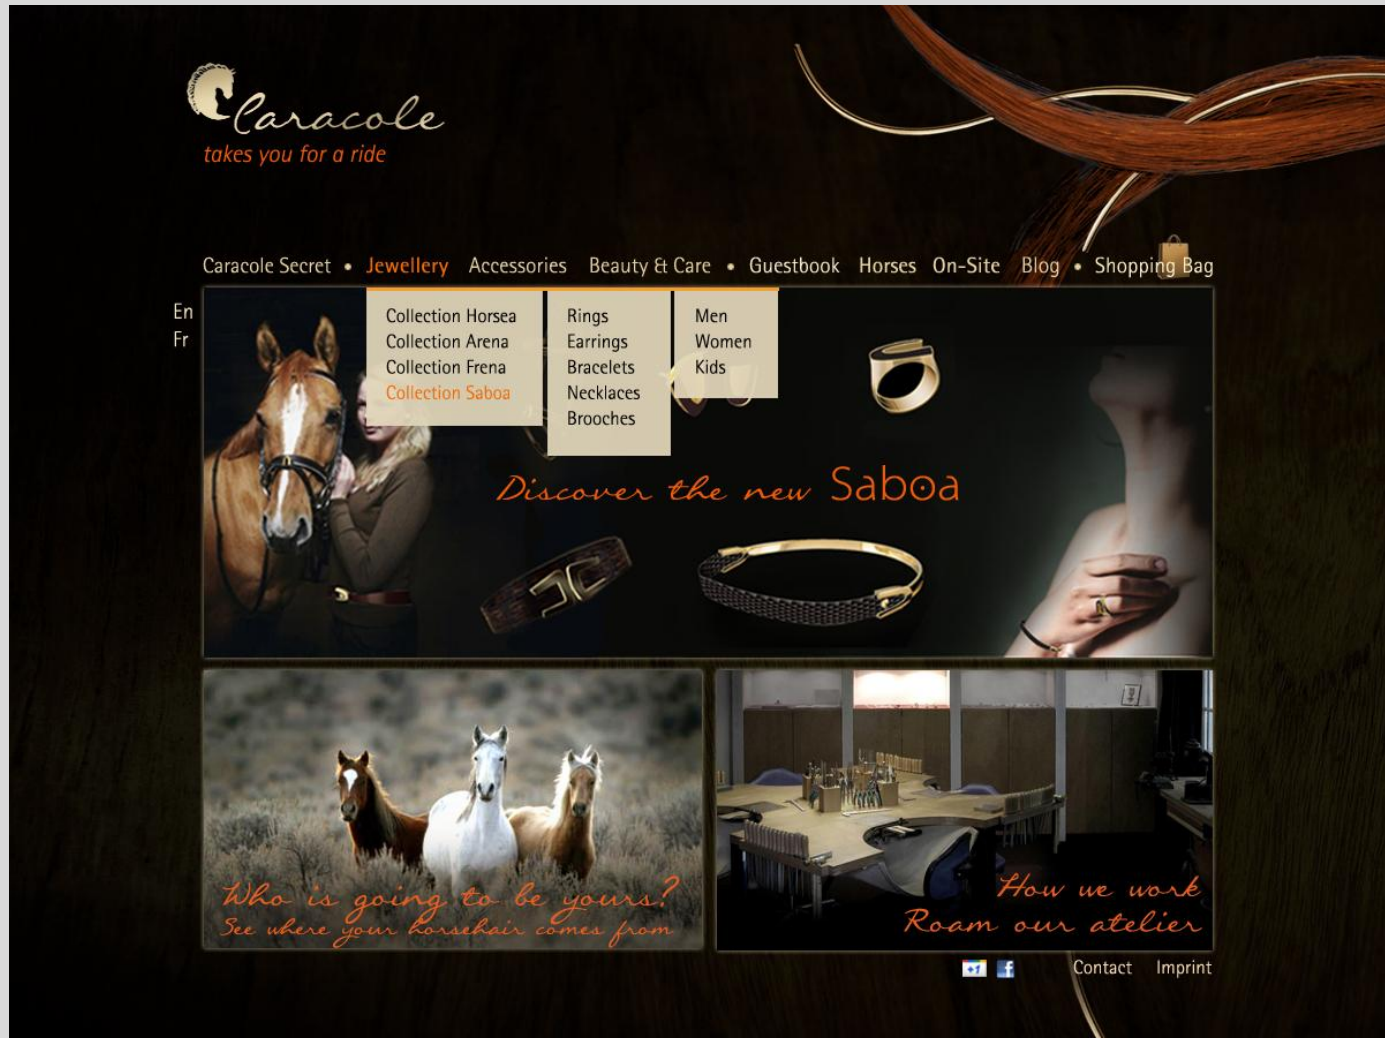 Caracole
takes you for a ride
Caracole Secret • Jewellery Accessories Beauty & Care • Guestbook Horses On-Site Blog • Shopping Bag
En
Fr
Collection Horsea
Collection Arena
Collection Frena
Collection Saboa
Rings
Earrings
Bracelets
Necklaces
Brooches
Men
Women
Kids
Discover the new Saboa
Who is going to be yours?
See where your horsehair comes from
How we work
Roam our atelier
+1 f Contact Imprint